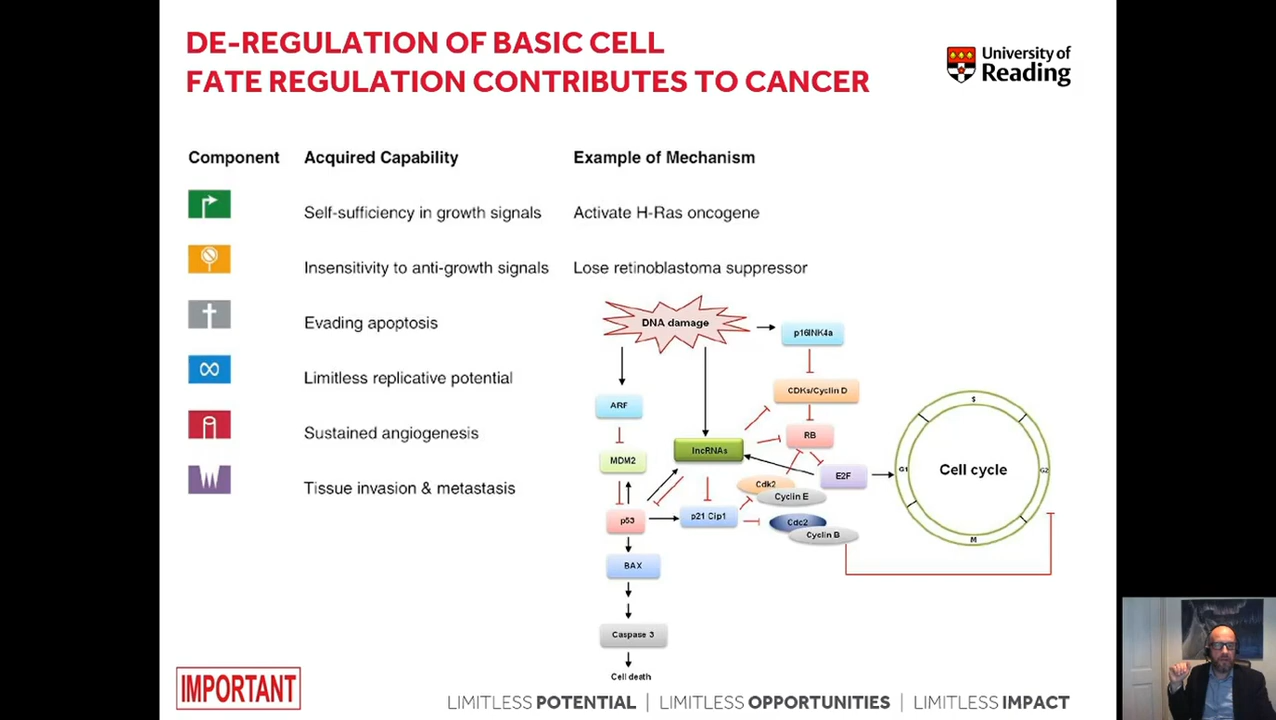 DE-REGULATION OF BASIC CELL
FATE REGULATION CONTRIBUTES TO CANCER
University of
Reading
Component Acquired Capability Example of Mechanism
Self-sufficiency in growth signals Activate H-Ras oncogene
Insensitivity to anti-growth signals Lose retinoblastoma suppressor
Evading apoptosis
Limitless replicative potential
Sustained angiogenesis
Tissue invasion & metastasis
DNA damage
p16INK4a
CDKs/Cyclin D
ARF
RB
lncRNAs
MDM2
E2F
Cdk2
Cyclin E
p53
p21 Cip1
Cdc2
Cyclin B
BAX
Caspase 3
Cell death
S
G1
Cell cycle
G2
M
IMPORTANT
LIMITLESS POTENTIAL | LIMITLESS OPPORTUNITIES | LIMITLESS IMPACT